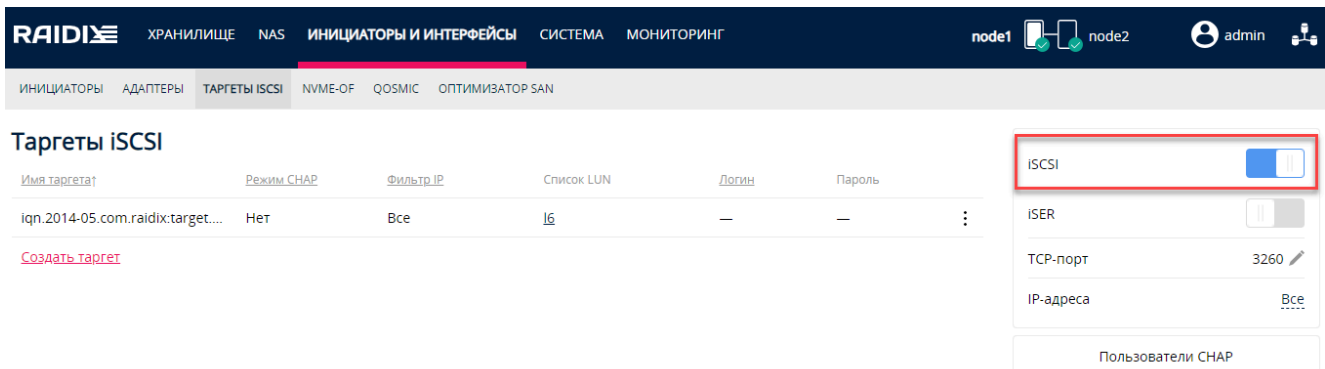 RAIDIX ХРАНИЛИЩЕ NAS ИНИЦИАТОРЫ И ИНТЕРФЕЙСЫ СИСТЕМА МОНИТОРИНГ node1 node2 admin
ИНИЦИАТОРЫ АДАПТЕРЫ ТАРГЕТЫ ISCSI NVME-OF QOSMIC ОПТИМИЗАТОР SAN
Таргеты iSCSI
Имя таргета↑ Режим CHAP Фильтр IP Список LUN Логин Пароль
iqn.2014-05.com.raidix:target.... Нет Все l6 — —
Создать таргет
iSCSI
iSER
TCP-порт 3260
IP-адреса Все
Пользователи CHAP